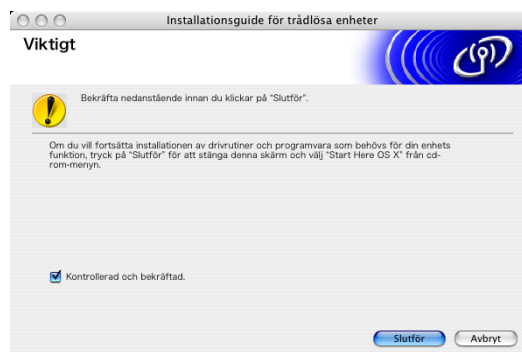 Installationsguide för trådlösa enheter
Viktigt
Bekräfta nedanstående innan du klickar på "Slutför".
Om du vill fortsätta installationen av drivrutiner och programvara som behövs för din enhets
funktion, tryck på "Slutför" för att stänga denna skärm och välj "Start Here OS X" från cd-
rom-menyn.
Kontrollerad och bekräftad.
Slutför
Avbryt